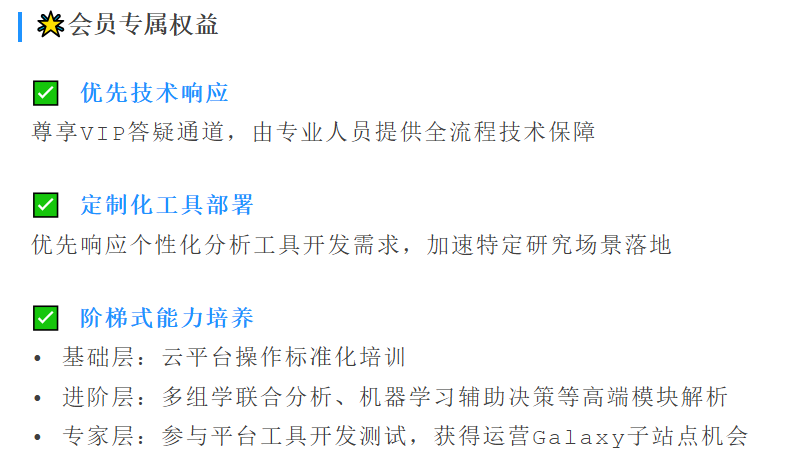 🌟会员专属权益
✅ 优先技术响应
尊享VIP答疑通道，由专业人员提供全流程技术保障
✅ 定制化工具部署
优先响应个性化分析工具开发需求，加速特定研究场景落地
✅ 阶梯式能力培养
• 基础层：云平台操作标准化培训
• 进阶层：多组学联合分析、机器学习辅助决策等高端模块解析
• 专家层：参与平台工具开发测试，获得运营Galaxy子站点机会